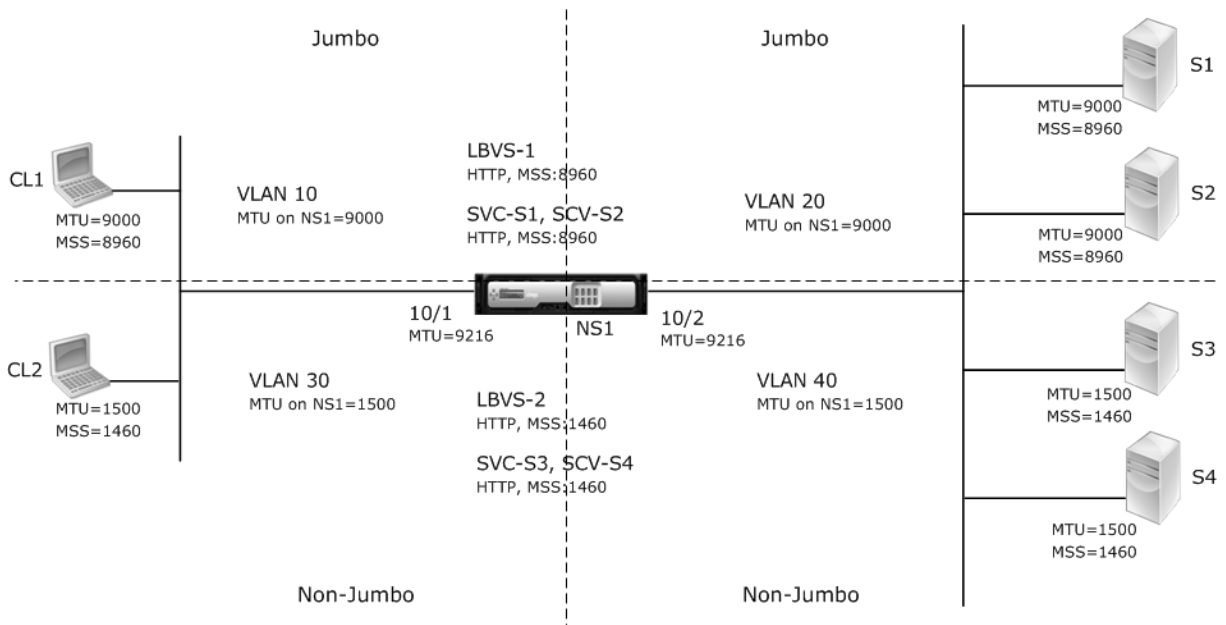 Jumbo
Jumbo
S1
MTU=9000
MSS=8960
CL1
MTU=9000
MSS=8960
VLAN 10
MTU on NS1=9000
LBVS-1
HTTP, MSS:8960
SVC-S1, SCV-S2
HTTP, MSS:8960
VLAN 20
MTU on NS1=9000
S2
MTU=9000
MSS=8960
10/1
MTU=9216
NS1
10/2
MTU=9216
CL2
MTU=1500
MSS=1460
VLAN 30
MTU on NS1=1500
LBVS-2
HTTP, MSS:1460
SVC-S3, SCV-S4
HTTP, MSS:1460
VLAN 40
MTU on NS1=1500
S3
MTU=1500
MSS=1460
S4
MTU=1500
MSS=1460
Non-Jumbo
Non-Jumbo